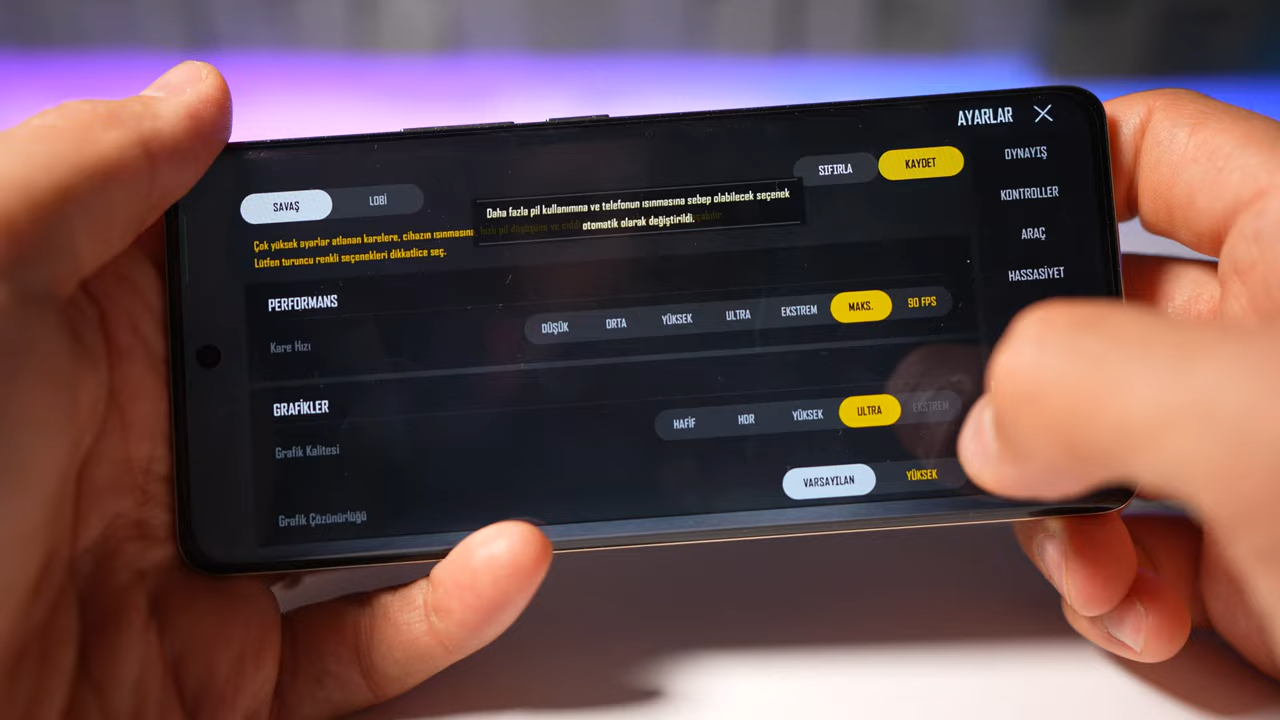 AYARLAR
OYNAYIŞ
KONTROLLER
ARAÇ
HASSASİYET
SIFIRLA
KAYDET
SAVAŞ
LOBİ
Daha fazla pil kullanımına ve telefonun ısınmasına sebep olabilecek seçenek
otomatik olarak değiştirildi.
Çok yüksek ayarlar atlanan karelere, cihazın ısınmasına
Lütfen turuncu renkli seçenekleri dikkatlice seç.
PERFORMANS
Kare Hızı
DÜŞÜK
ORTA
YÜKSEK
ULTRA
EKSTREM
MAKS.
90 FPS
GRAFİKLER
Grafik Kalitesi
HAFİF
HDR
YÜKSEK
ULTRA
EKSTREM
Grafik Çözünürlüğü
VARSAYILAN
YÜKSEK